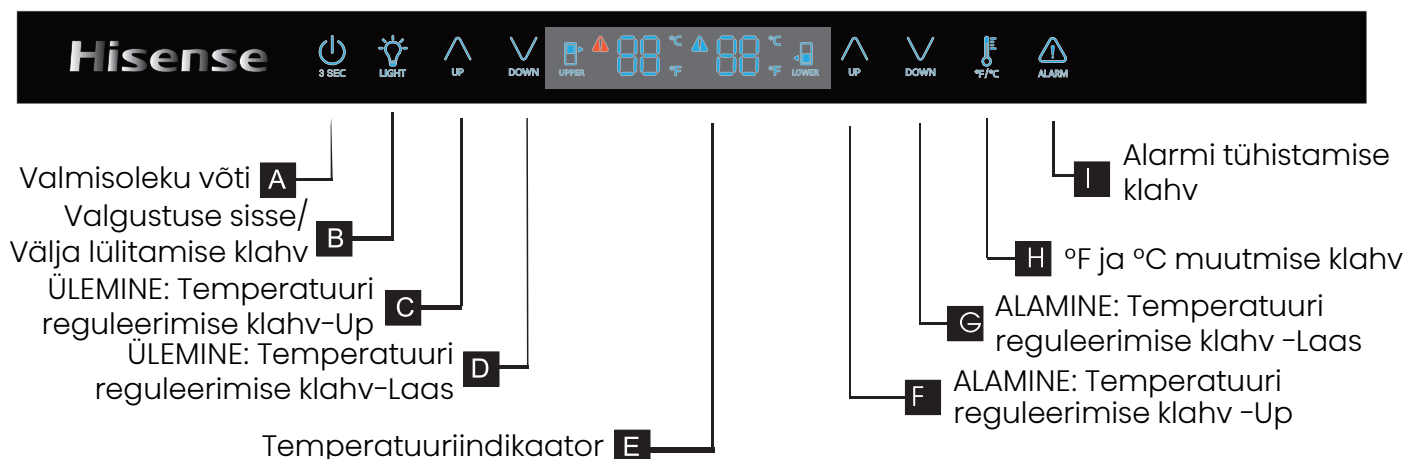 Hisense
3 SEC
LIGHT
UP
DOWN
UPPER
88 °C °F
88 °C °F
LOWER
UP
DOWN
°F/°C
ALARM
Valmisoleku võti A
Valgustuse sisse/
Välja lülitamise klahv B
ÜLEMINE: Temperatuuri
reguleerimise klahv-Up C
ÜLEMINE: Temperatuuri
reguleerimise klahv-Laas D
Temperatuuriindikaator E
F ALAMINE: Temperatuuri
reguleerimise klahv -Up
G ALAMINE: Temperatuuri
reguleerimise klahv -Laas
H °F ja °C muutmise klahv
I Alarmi tühistamise
klahv